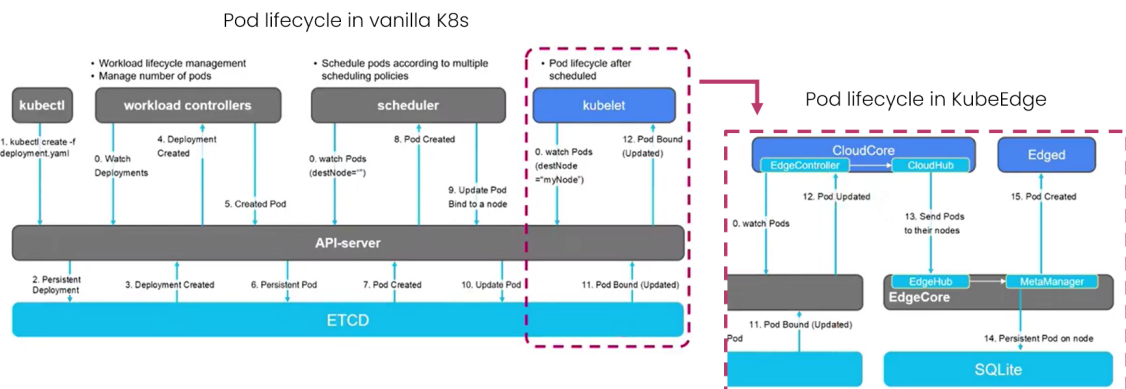 Pod lifecycle in vanilla K8s
• Workload lifecycle management
• Manage number of pods
• Schedule pods according to multiple
scheduling policies
• Pod lifecycle after
scheduled
kubectl
workload controllers
scheduler
kubelet
1. kubectl create -f
deployment.yaml
0. Watch
Deployments
4. Deployment
Created
5. Created Pod
0. watch Pods
(destNode="")
8. Pod Created
9. Update Pod
Bind to a node
0. watch Pods
(destNode
="myNode")
12. Pod Bound
(Updated)
API-server
2. Persistent
Deployment
3. Deployment Created
6. Persistent Pod
7. Pod Created
10. Update Pod
11. Pod Bound (Updated)
ETCD
Pod lifecycle in KubeEdge
CloudCore
EdgeController
CloudHub
Edged
0. watch Pods
12. Pod Updated
13. Send Pods
to their nodes
15. Pod Created
EdgeHub
MetaManager
EdgeCore
11. Pod Bound (Updated)
Pod
14. Persistent Pod on node
SQLite